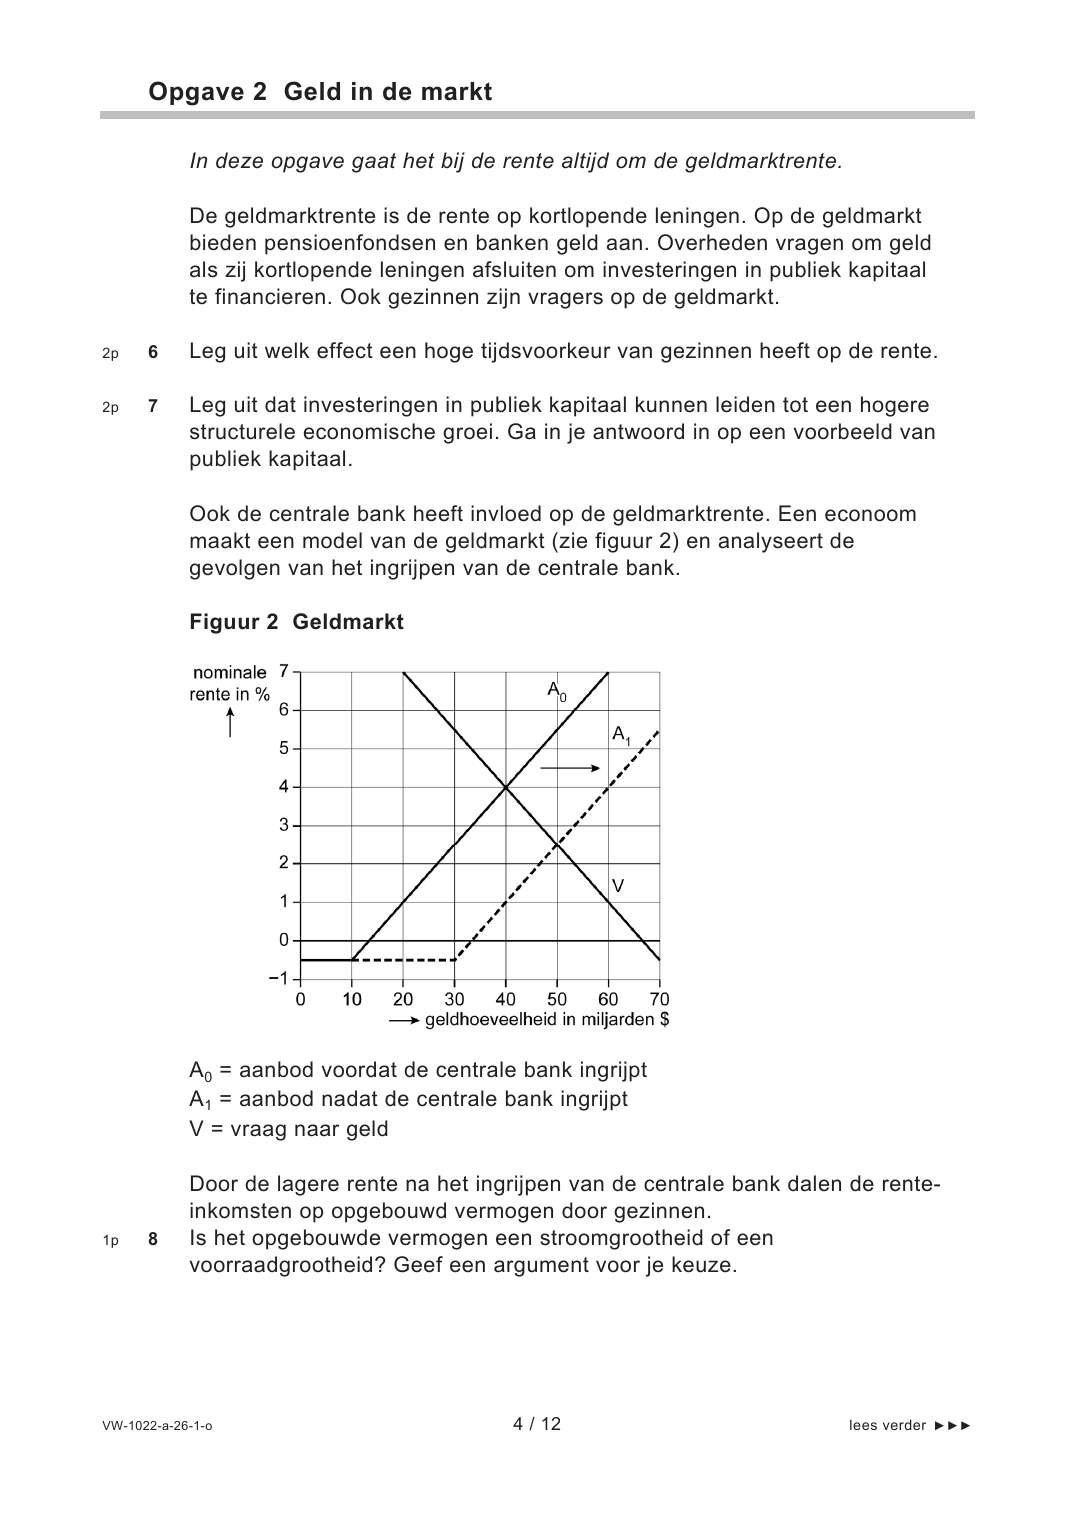 Opgave 2 Geld in de markt
In deze opgave gaat het bij de rente altijd om de geldmarktrente.
De geldmarktrente is de rente op kortlopende leningen. Op de geldmarkt
bieden pensioenfondsen en banken geld aan. Overheden vragen om geld
als zij kortlopende leningen afsluiten om investeringen in publiek kapitaal
te financieren. Ook gezinnen zijn vragers op de geldmarkt.
2p 6 Leg uit welk effect een hoge tijdsvoorkeur van gezinnen heeft op de rente.
2p 7 Leg uit dat investeringen in publiek kapitaal kunnen leiden tot een hogere
structurele economische groei. Ga in je antwoord in op een voorbeeld van
publiek kapitaal.
Ook de centrale bank heeft invloed op de geldmarktrente. Een econoom
maakt een model van de geldmarkt (zie figuur 2) en analyseert de
gevolgen van het ingrijpen van de centrale bank.
Figuur 2 Geldmarkt
nominale
rente in %
7
6
5
4
3
2
1
0
−1
A0
A1
V
0 10 20 30 40 50 60 70
geldhoeveelheid in miljarden $
A0 = aanbod voordat de centrale bank ingrijpt
A1 = aanbod nadat de centrale bank ingrijpt
V = vraag naar geld
Door de lagere rente na het ingrijpen van de centrale bank dalen de rente-
inkomsten op opgebouwd vermogen door gezinnen.
1p 8 Is het opgebouwde vermogen een stroomgrootheid of een
voorraadgrootheid? Geef een argument voor je keuze.
VW-1022-a-26-1-o 4 / 12 lees verder ►►►